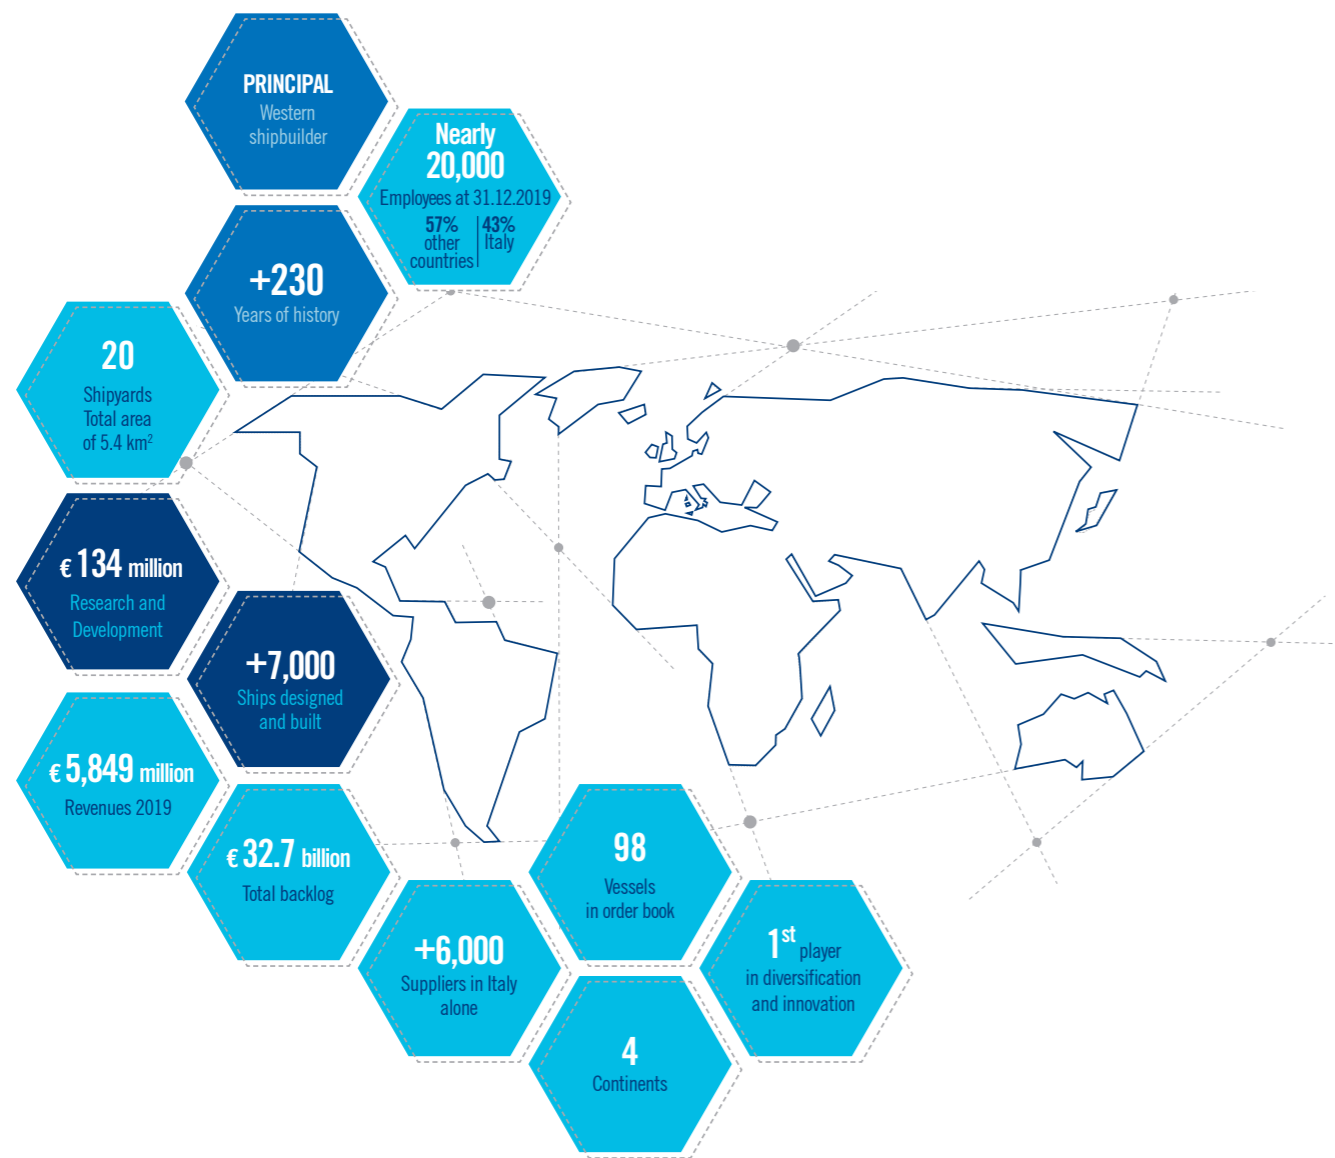 PRINCIPAL
Western
shipbuilder
Nearly
20,000
Employees at 31.12.2019
57% other countries
43% Italy
+230
Years of history
20
Shipyards
Total area
of 5.4 km²
€ 134 million
Research and
Development
+7,000
Ships designed
and built
€ 5,849 million
Revenues 2019
€ 32.7 billion
Total backlog
+6,000
Suppliers in Italy
alone
98
Vessels
in order book
4
Continents
1st player
in diversification
and innovation